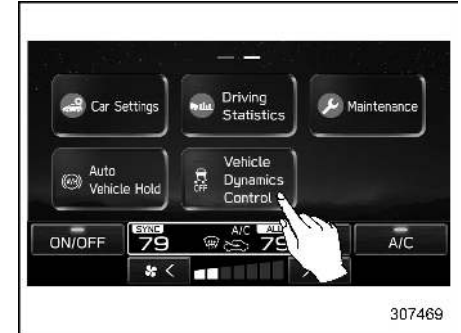 Car Settings
Driving
Statistics
Maintenance
Auto
Vehicle Hold
OFF
Vehicle
Dynamics
Control
ON/OFF
SYNC
79
A/C
79
A/C
<
307469